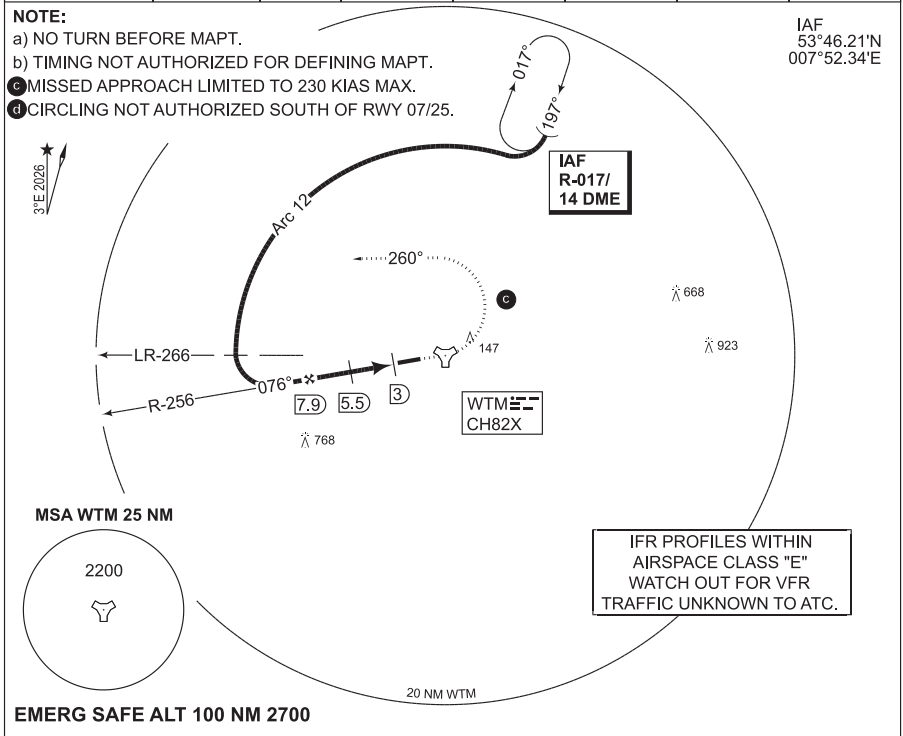 NOTE:
a) NO TURN BEFORE MAPT.
b) TIMING NOT AUTHORIZED FOR DEFINING MAPT.
c MISSED APPROACH LIMITED TO 230 KIAS MAX.
d CIRCLING NOT AUTHORIZED SOUTH OF RWY 07/25.
IAF
53°46.21'N
007°52.34'E
3°E 2026
017°
197°
IAF
R-017/
14 DME
Arc 12
260°
c
668
923
147
LR-266
R-256
076°
7.9
5.5
3
768
WTM
CH82X
MSA WTM 25 NM
2200
IFR PROFILES WITHIN
AIRSPACE CLASS "E"
WATCH OUT FOR VFR
TRAFFIC UNKNOWN TO ATC.
20 NM WTM
EMERG SAFE ALT 100 NM 2700